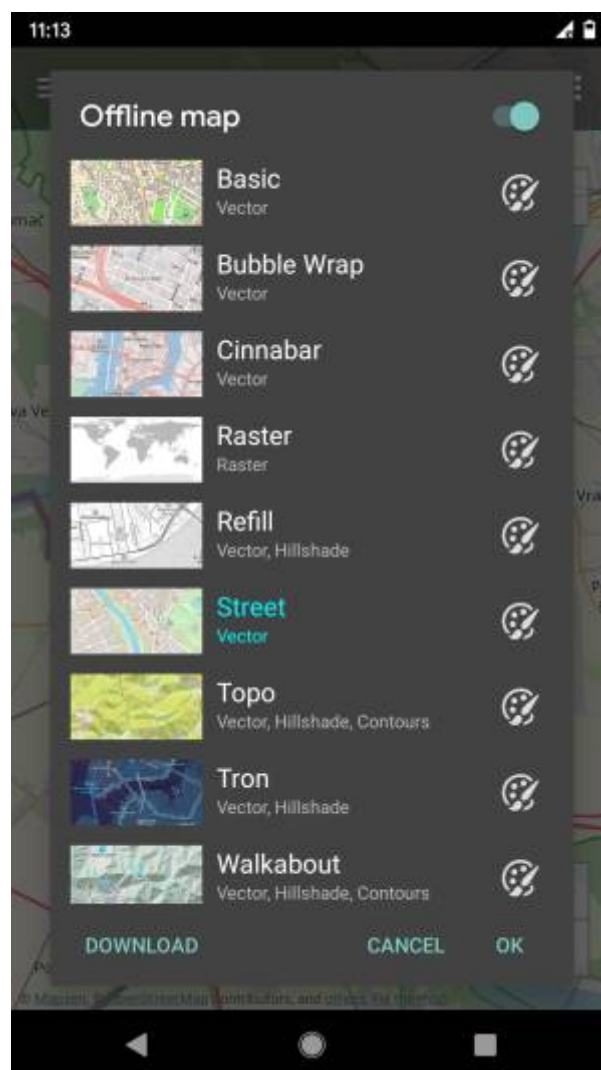 11:13
Offline map
Basic
Vector
Bubble Wrap
Vector
Cinnabar
Vector
Raster
Raster
Refill
Vector, Hillshade
Street
Vector
Topo
Vector, Hillshade, Contours
Tron
Vector, Hillshade
Walkabout
Vector, Hillshade, Contours
DOWNLOAD CANCEL OK